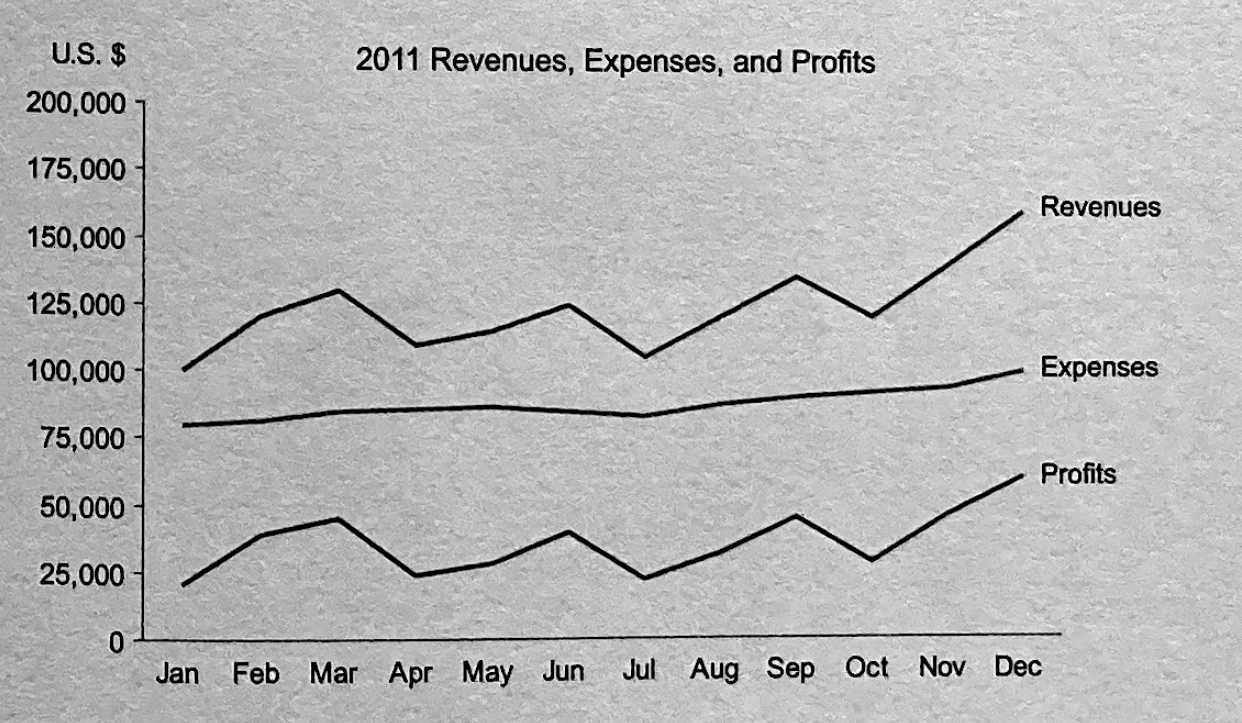 U.S. $
2011 Revenues, Expenses, and Profits
200,000
175,000
150,000
125,000
100,000
75,000
50,000
25,000
0
Revenues
Expenses
Profits
Jan Feb Mar Apr May Jun Jul Aug Sep Oct Nov Dec